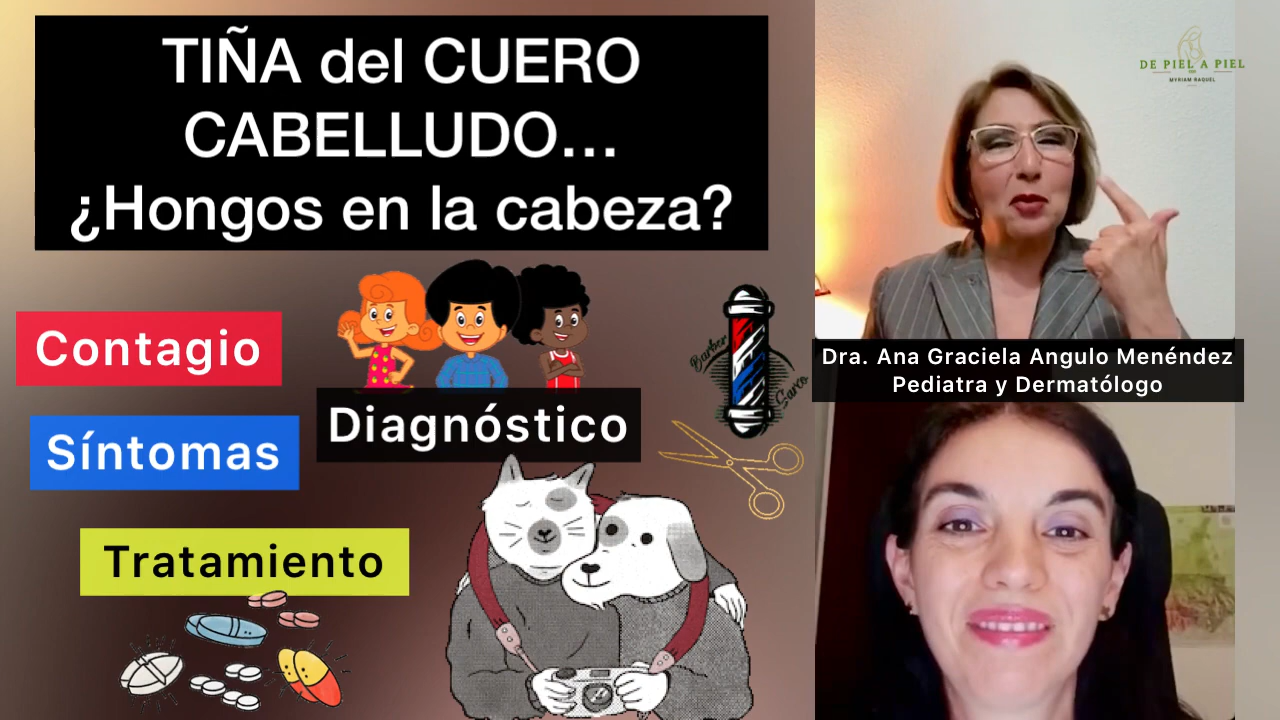 TIÑA del CUERO
CABELLUDO...
¿Hongos en la cabeza?
Contagio
Síntomas
Diagnóstico
Tratamiento
Barber
DE PIEL A PIEL
MYRIAM RAQUEL
Dra. Ana Graciela Angulo Menéndez
Pediatra y Dermatólogo